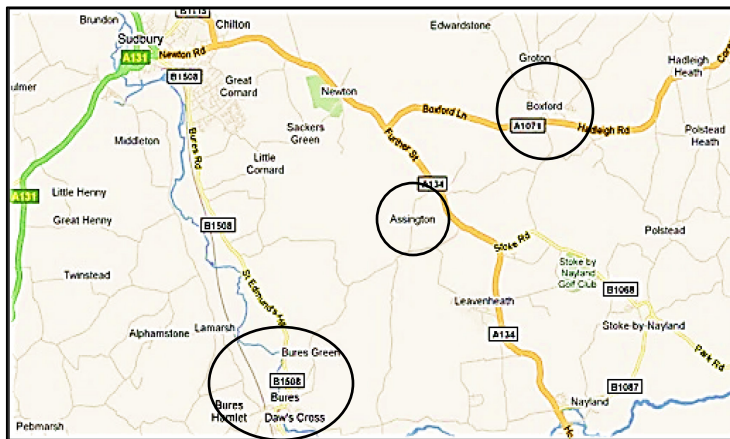 Brundon
B1115
Chilton
Edwardstone
Sudbury
A131
Newton Rd
Groton
Hadleigh
Heath
B1508
Great
Cornard
Newton
Boxford Ln
Boxford
A1071
Hadleigh Rd
ulmer
Middleton
Bures Rd
Sackers
Green
Further St
Polstead
Heath
Little
Cornard
A134
A131
Little Henny
Great Henny
B1508
Assington
Stoke Rd
Polstead
Twinstead
St Edmund's
Stoke by
Nayland
Golf Club
B1068
Leavenheath
Alphamstone
Lamarsh
A134
Stoke-by-Nayland
Park Rd
Bures Green
B1508
Bures
Bures
Hamlet
Daw's Cross
B1087
Nayland
Pebmarsh